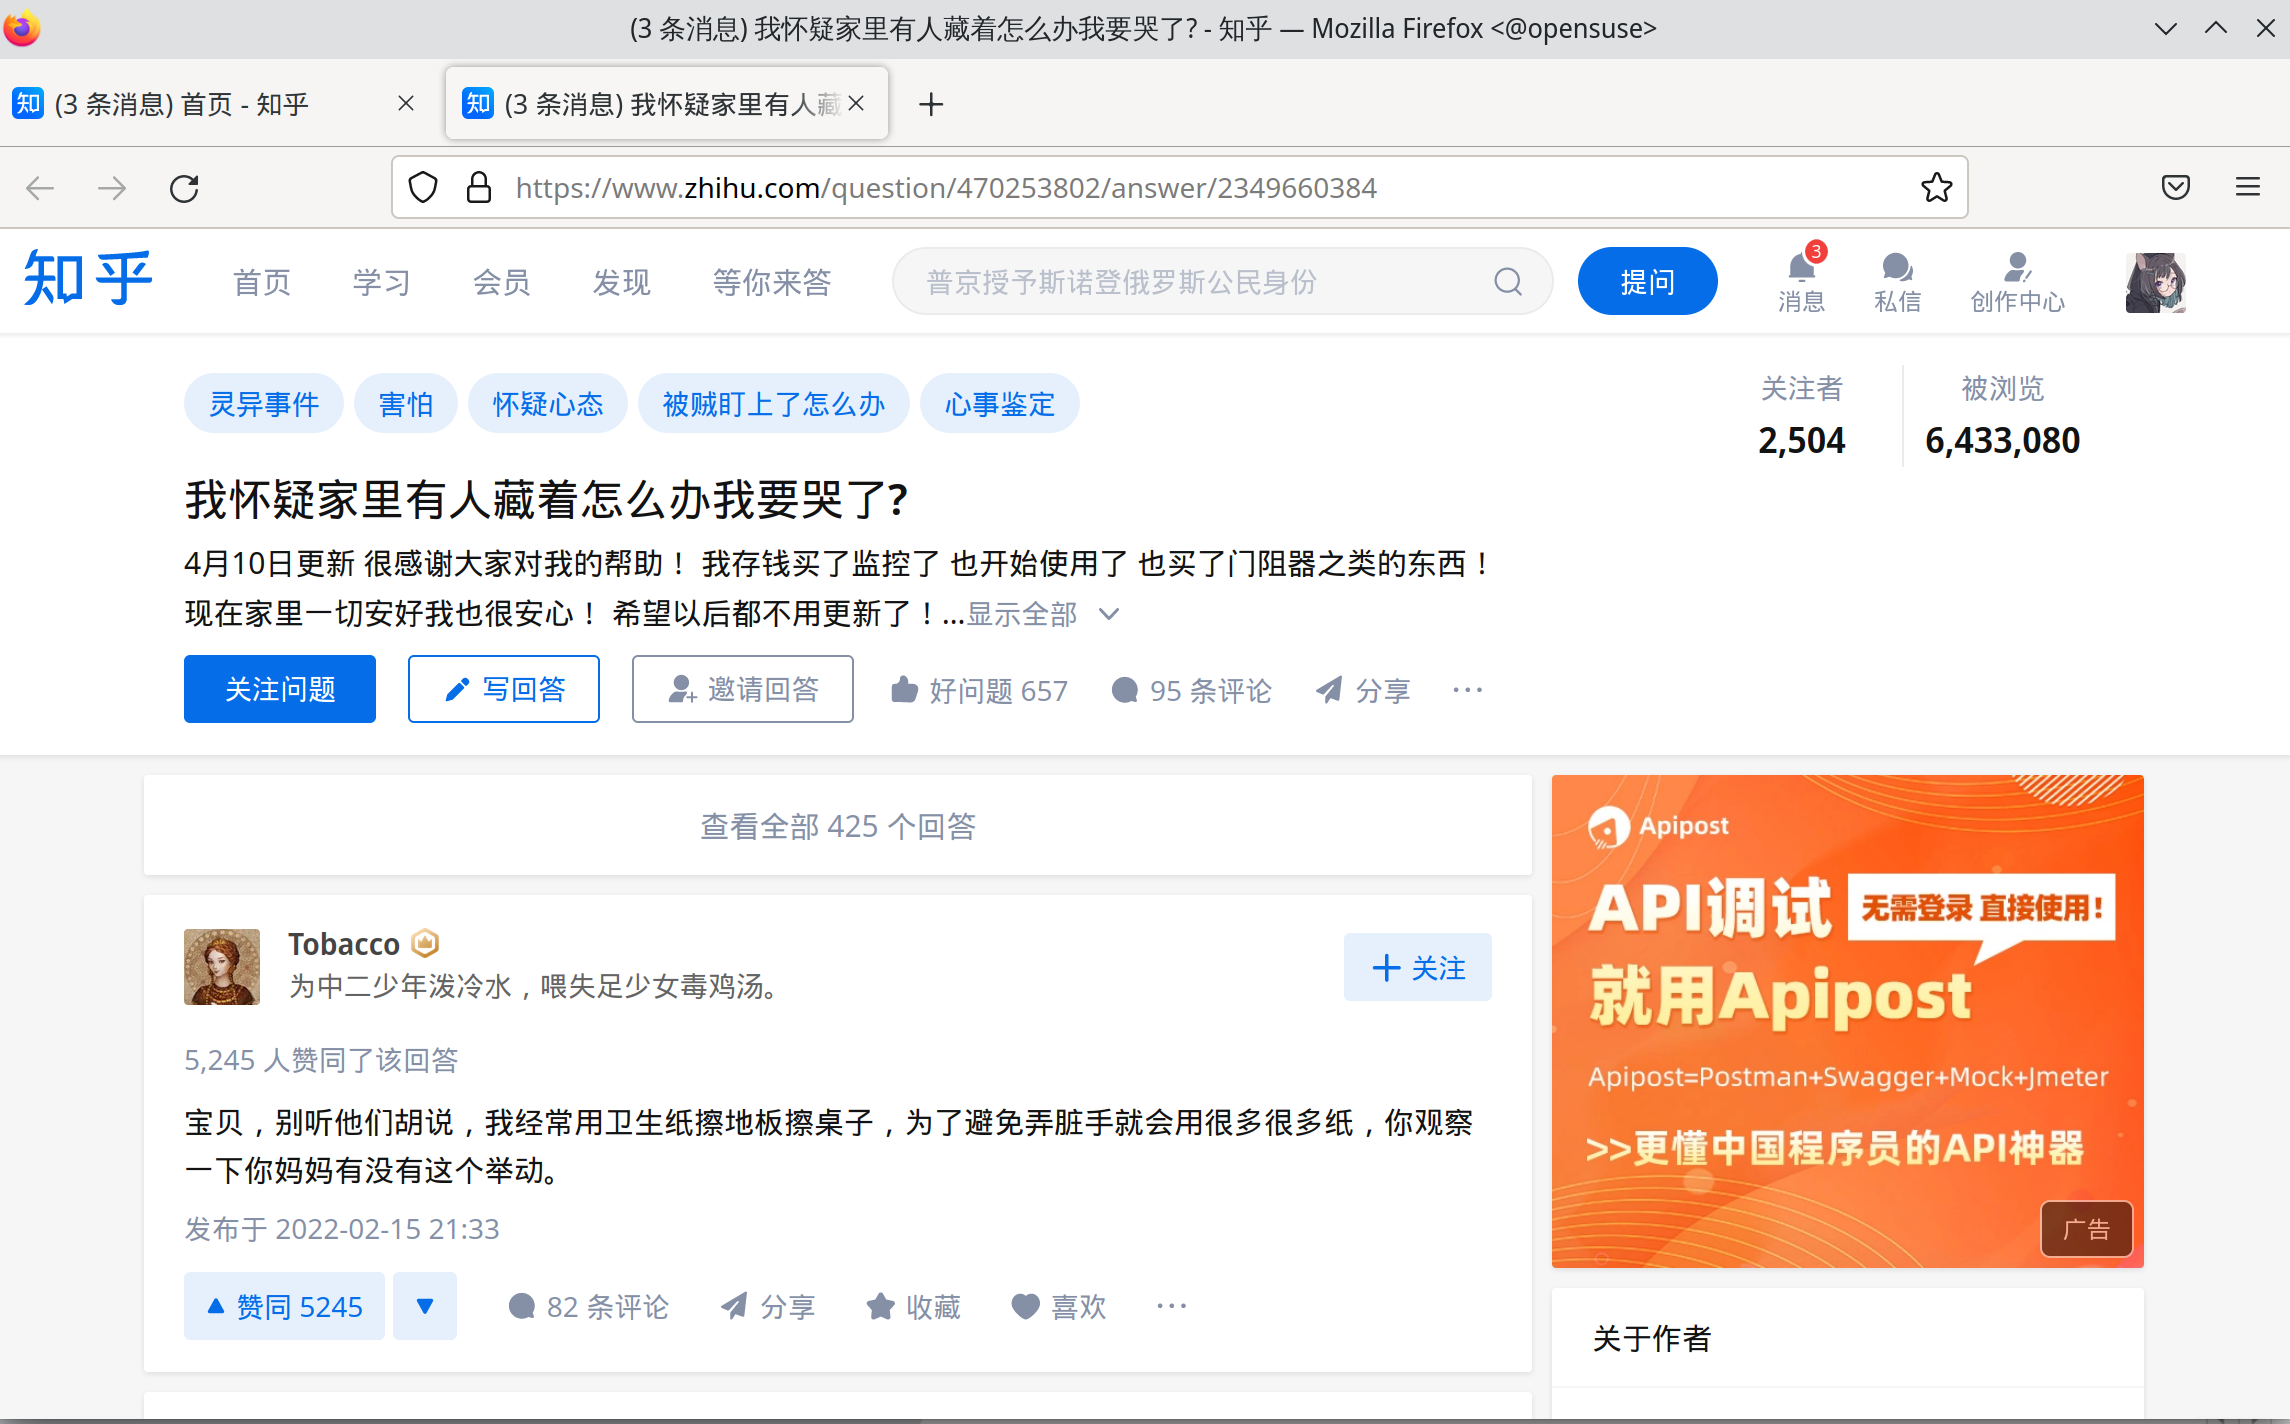 (3 条消息) 我怀疑家里有人藏着怎么办我要哭了? - 知乎 — Mozilla Firefox <@opensuse>
知 (3 条消息) 首页 - 知乎
知 (3 条消息) 我怀疑家里有人藏
https://www.zhihu.com/question/470253802/answer/2349660384
知乎 首页 学习 会员 发现 等你来答 普京授予斯诺登俄罗斯公民身份 提问 3 消息 私信 创作中心
灵异事件 害怕 怀疑心态 被贼盯上了怎么办 心事鉴定
关注者 被浏览
2,504 6,433,080
我怀疑家里有人藏着怎么办我要哭了?
4月10日更新 很感谢大家对我的帮助！ 我存钱买了监控了 也开始使用了 也买了门阻器之类的东西！
现在家里一切安好我也很安心！ 希望以后都不用更新了！...显示全部
关注问题 写回答 邀请回答 好问题 657 95 条评论 分享 ···
查看全部 425 个回答
Tobacco
为中二少年泼冷水，喂失足少女毒鸡汤。
关注
5,245 人赞同了该回答
宝贝，别听他们胡说，我经常用卫生纸擦地板擦桌子，为了避免弄脏手就会用很多很多纸，你观察
一下你妈妈有没有这个举动。
发布于 2022-02-15 21:33
赞同 5245 82 条评论 分享 收藏 喜欢 ···
Apipost
API调试 无需登录 直接使用!
就用Apipost
Apipost=Postman+Swagger+Mock+Jmeter
>>更懂中国程序员的API神器
广告
关于作者